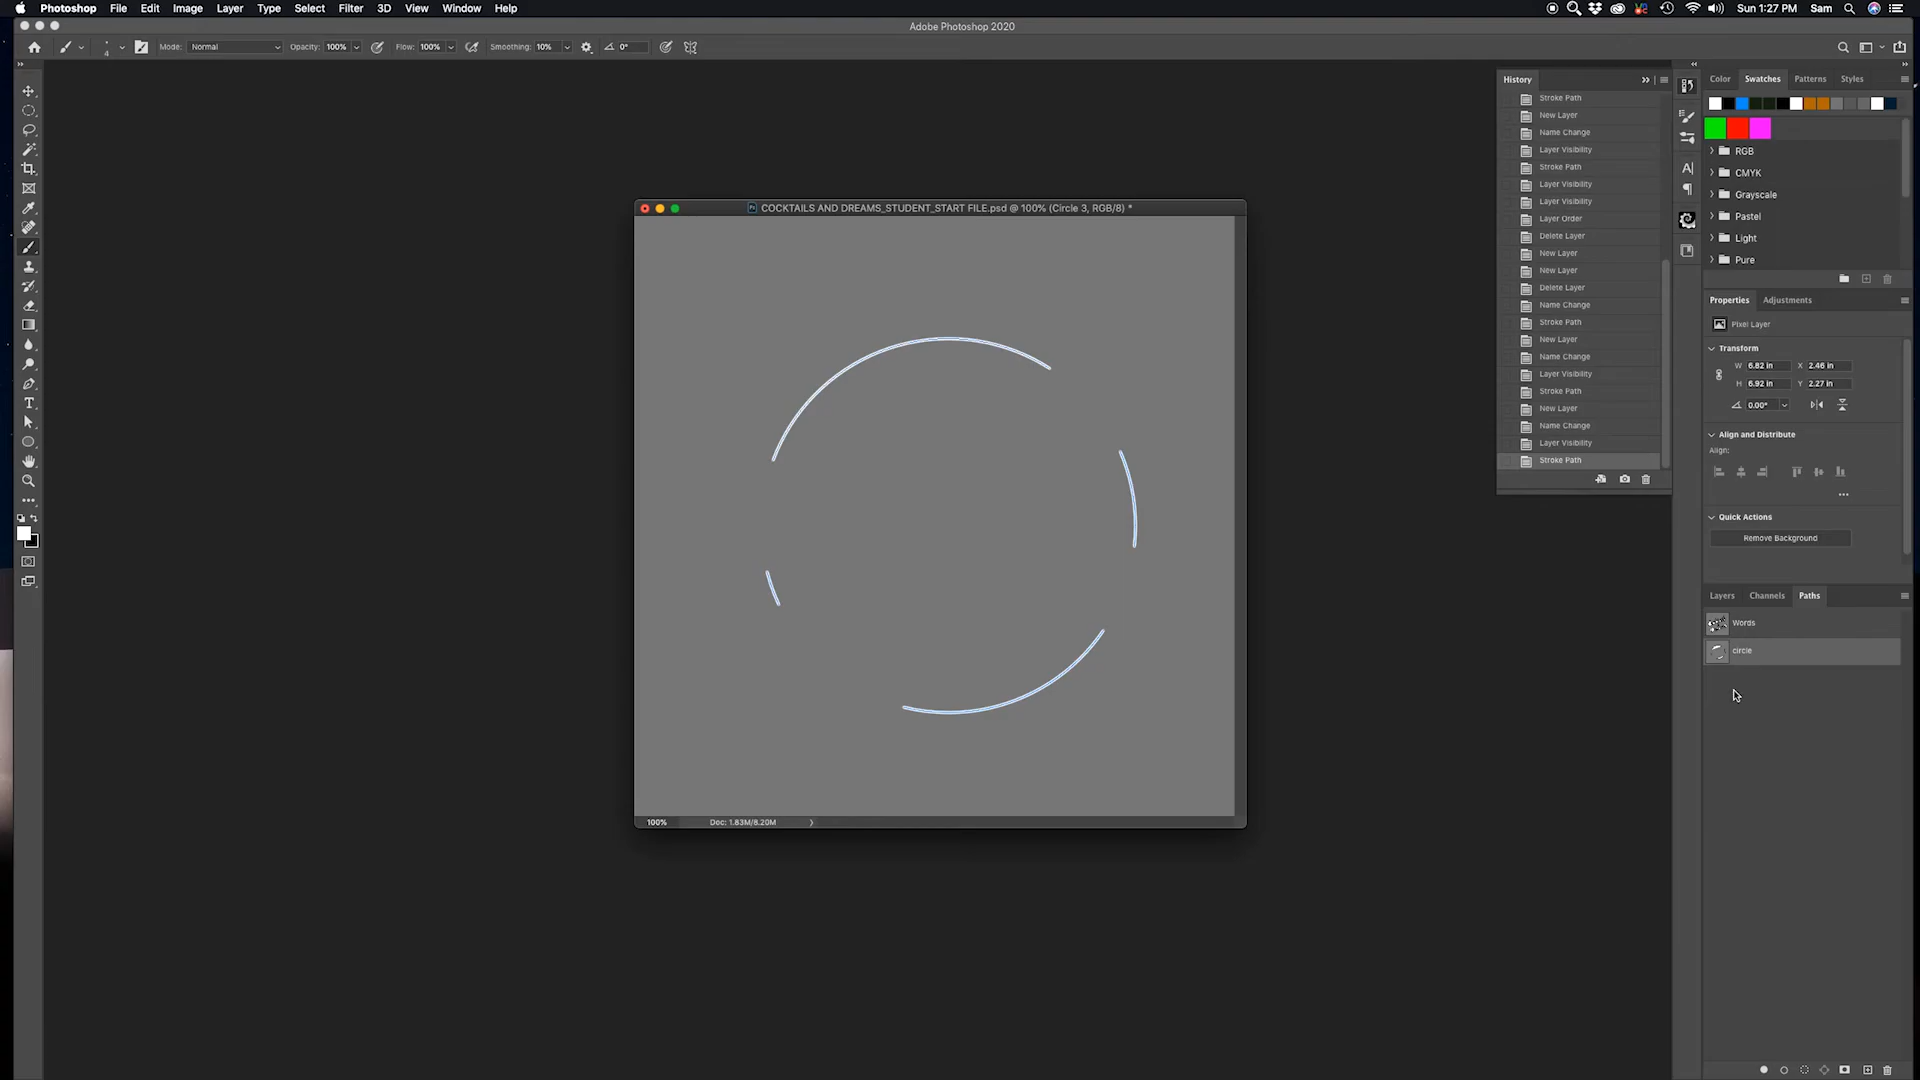 Photoshop File Edit Image Layer Type Select Filter 3D View Window Help
Sun 1:27 PM Sam
Adobe Photoshop 2020
Mode: Normal Opacity: 100% Flow: 100% Smoothing: 10% 0°
COCKTAILS AND DREAMS_STUDENT_START FILE.psd @ 100% (Circle 3, RGB/8) *
100% Doc: 1.83M/8.20M
History
Stroke Path
New Layer
Name Change
Layer Visibility
Stroke Path
Layer Visibility
Layer Visibility
Layer Order
Delete Layer
New Layer
New Layer
Delete Layer
Name Change
Stroke Path
New Layer
Name Change
Layer Visibility
Stroke Path
New Layer
Name Change
Layer Visibility
Stroke Path
Color Swatches Patterns Styles
RGB
CMYK
Grayscale
Pastel
Light
Pure
Properties Adjustments
Pixel Layer
Transform
W 6.82 in X 2.46 in
H 6.92 in Y 2.27 in
0.00°
Align and Distribute
Align:
Quick Actions
Remove Background
Layers Channels Paths
Words
circle